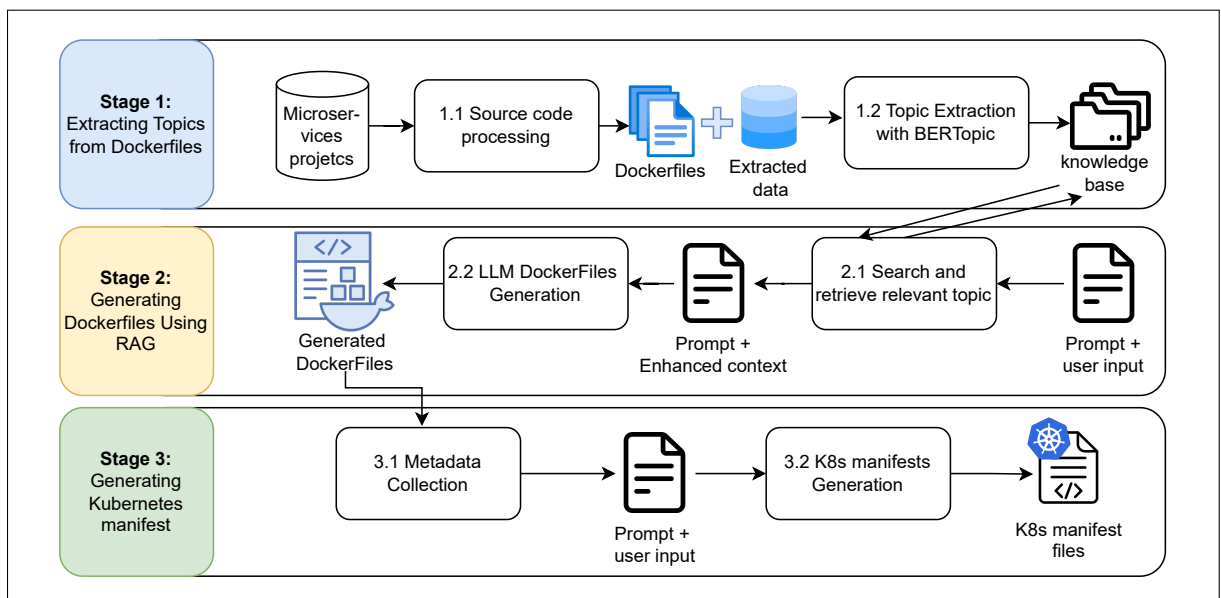 Stage 1:
Extracting Topics
from Dockerfiles
Microser-
vices
projetcs
1.1 Source code
processing
Dockerfiles
Extracted
data
1.2 Topic Extraction
with BERTopic
knowledge
base
Stage 2:
Generating
Dockerfiles Using
RAG
</>
Generated
DockerFiles
2.2 LLM DockerFiles
Generation
Prompt +
Enhanced context
2.1 Search and
retrieve relevant topic
Prompt +
user input
Stage 3:
Generating
Kubernetes
manifest
3.1 Metadata
Collection
Prompt +
user input
3.2 K8s manifests
Generation
</>
K8s manifest
files